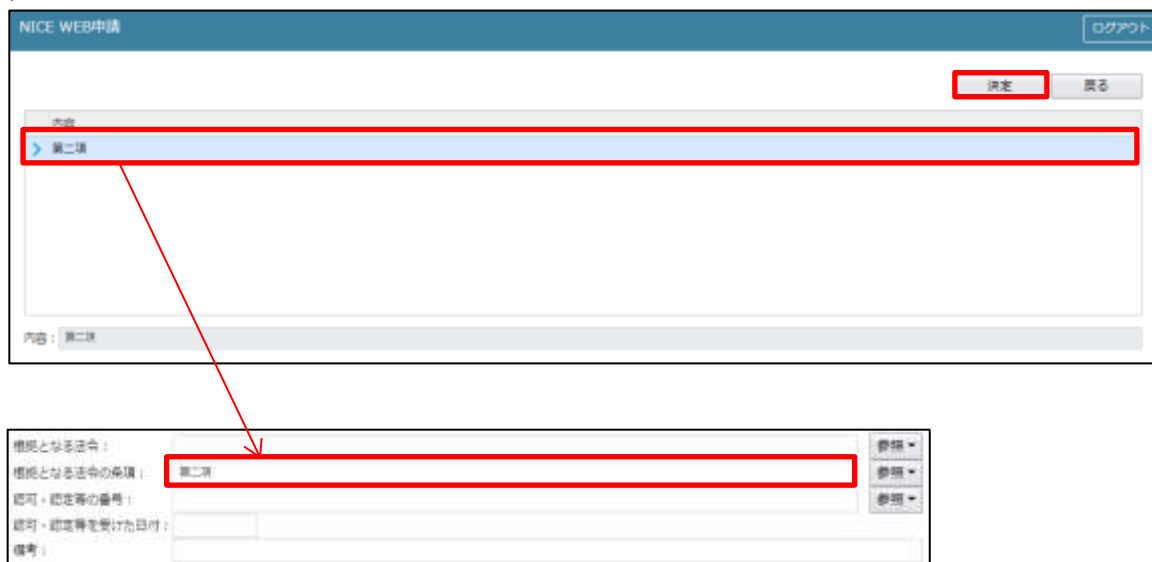 NICE WEB申請
ログアウト
決定 戻る
内容
第二項
内容： 第二項
根拠となる法令： 参照
根拠となる法令の条項： 第二項 参照
認可・認定等の番号： 参照
認可・認定等を受けた日付：
備考：